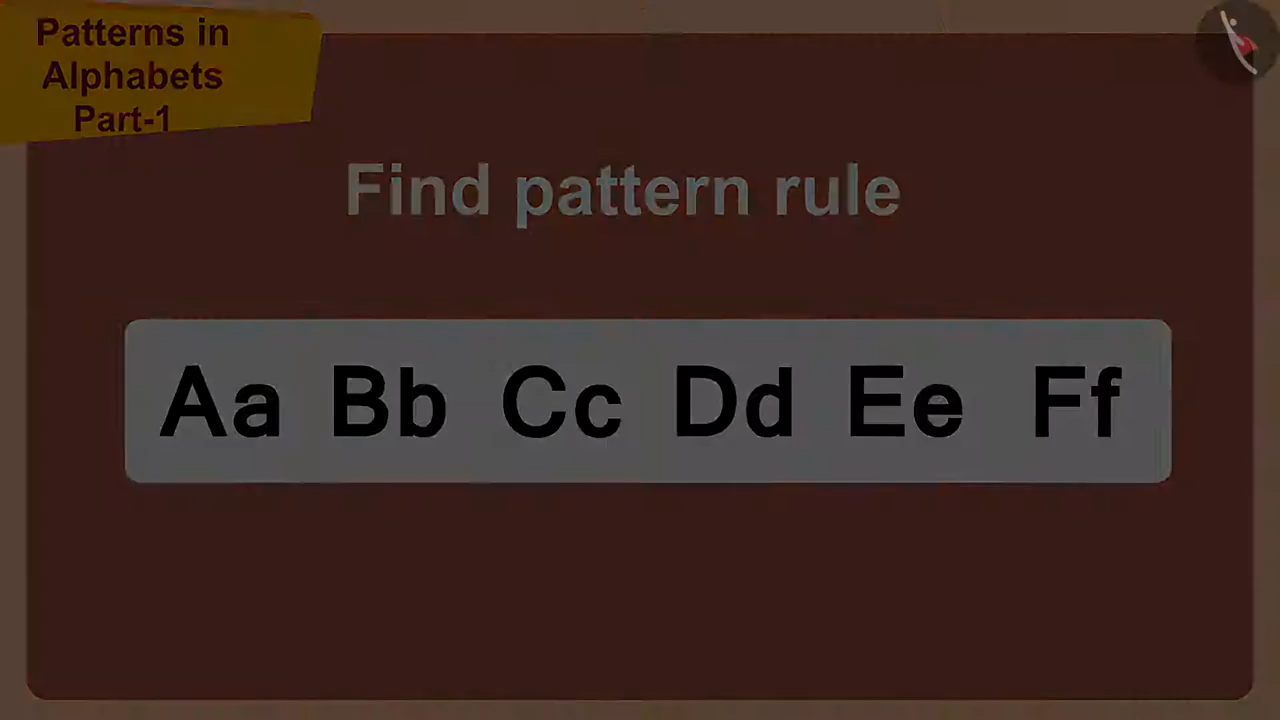 Patterns in
Alphabets
Part-1
Find pattern rule
Aa Bb Cc Dd Ee Ff